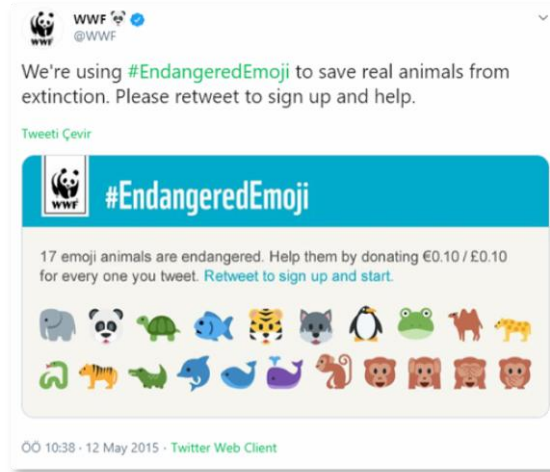 WWF
@WWF
We're using #EndangeredEmoji to save real animals from
extinction. Please retweet to sign up and help.
Tweeti Çevir
WWF
#EndangeredEmoji
17 emoji animals are endangered. Help them by donating €0.10 / £0.10
for every one you tweet. Retweet to sign up and start.
ÖÖ 10:38 · 12 May 2015 · Twitter Web Client